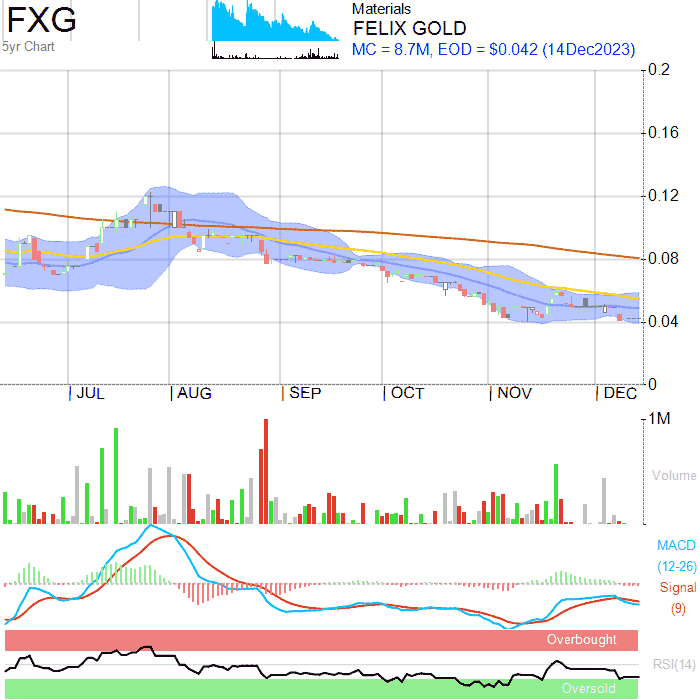 FXG
5yr Chart
Materials
FELIX GOLD
MC = 8.7M, EOD = $0.042 (14Dec2023)
0.2
0.16
0.12
0.08
0.04
0
JUL AUG SEP OCT NOV DEC
1M
Volume
MACD
(12-26)
Signal
(9)
Overbought
RSI(14)
Oversold